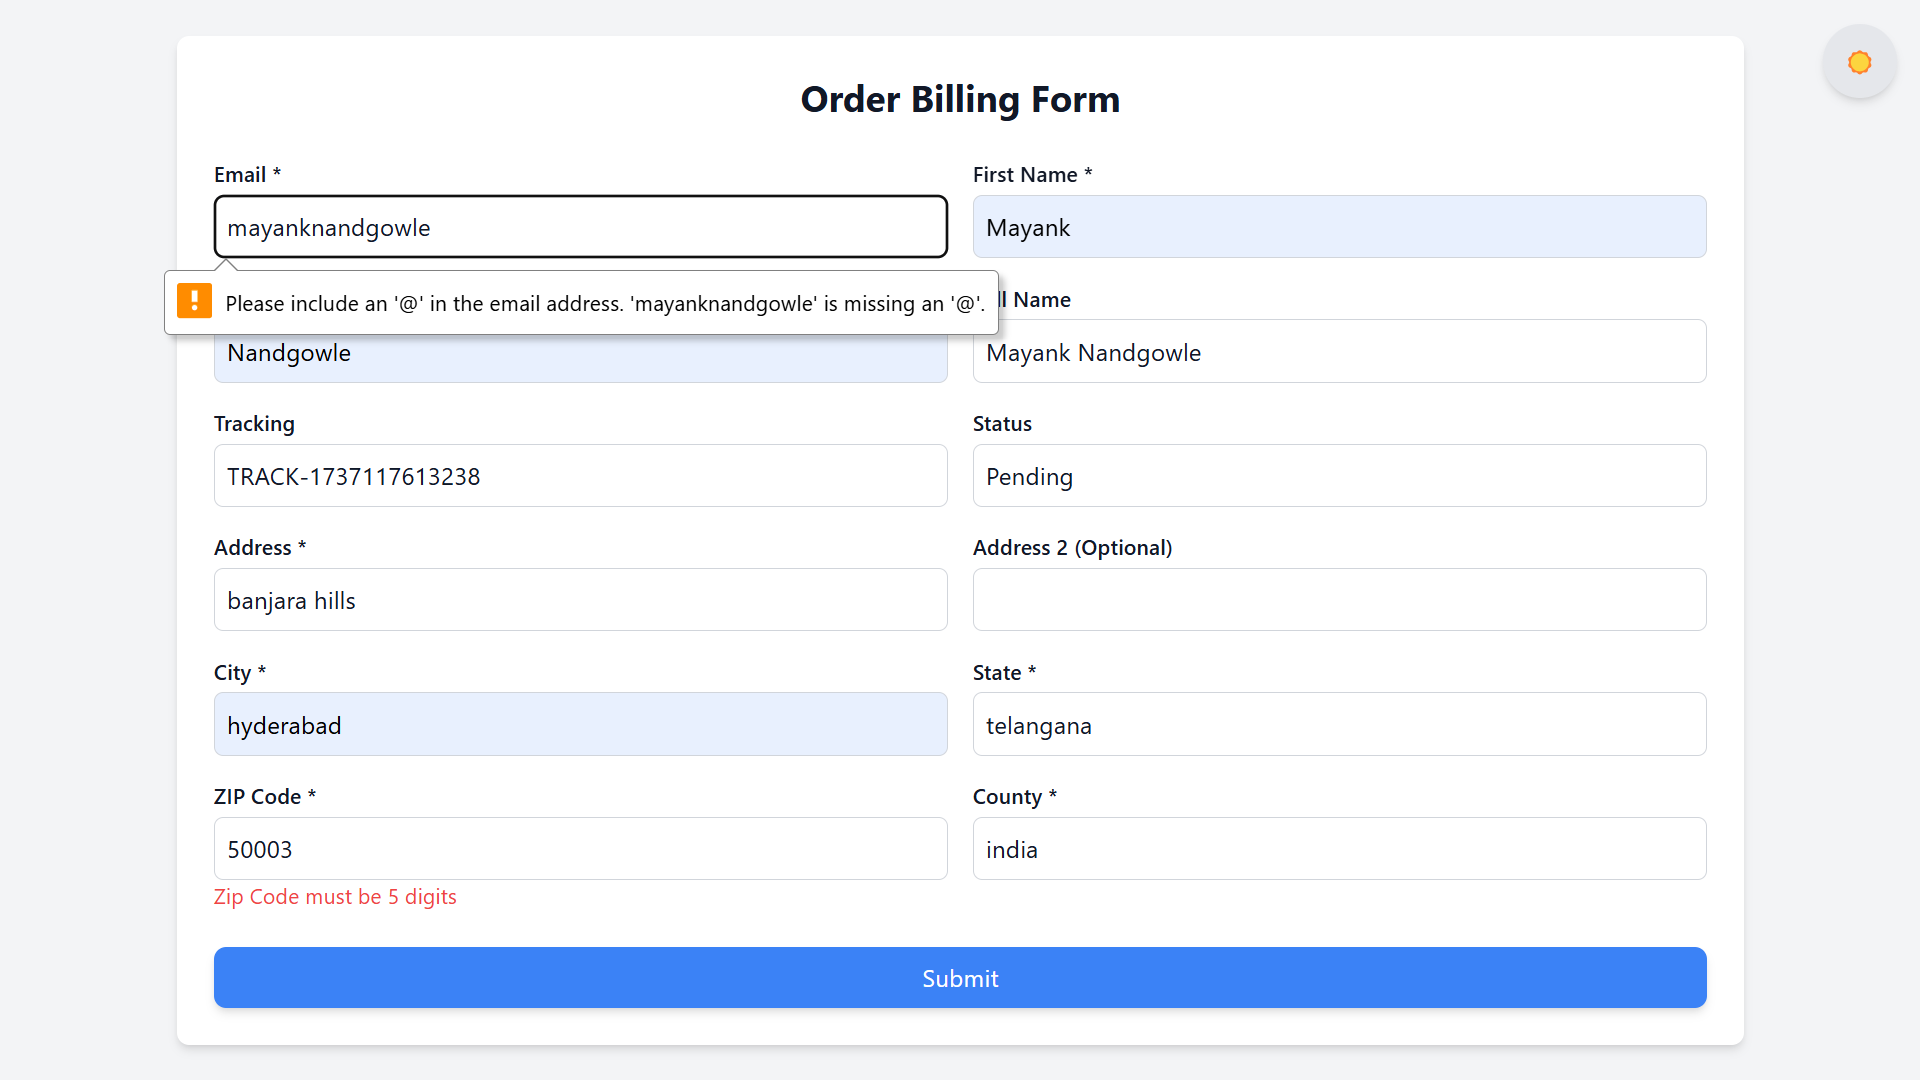 Order Billing Form
Email *
First Name *
mayanknandgowle
Mayank
Please include an '@' in the email address. 'mayanknandgowle' is missing an '@'.
Name
Nandgowle
Mayank Nandgowle
Tracking
Status
TRACK-1737117613238
Pending
Address *
Address 2 (Optional)
banjara hills
City *
State *
hyderabad
telangana
ZIP Code *
County *
50003
india
Zip Code must be 5 digits
Submit